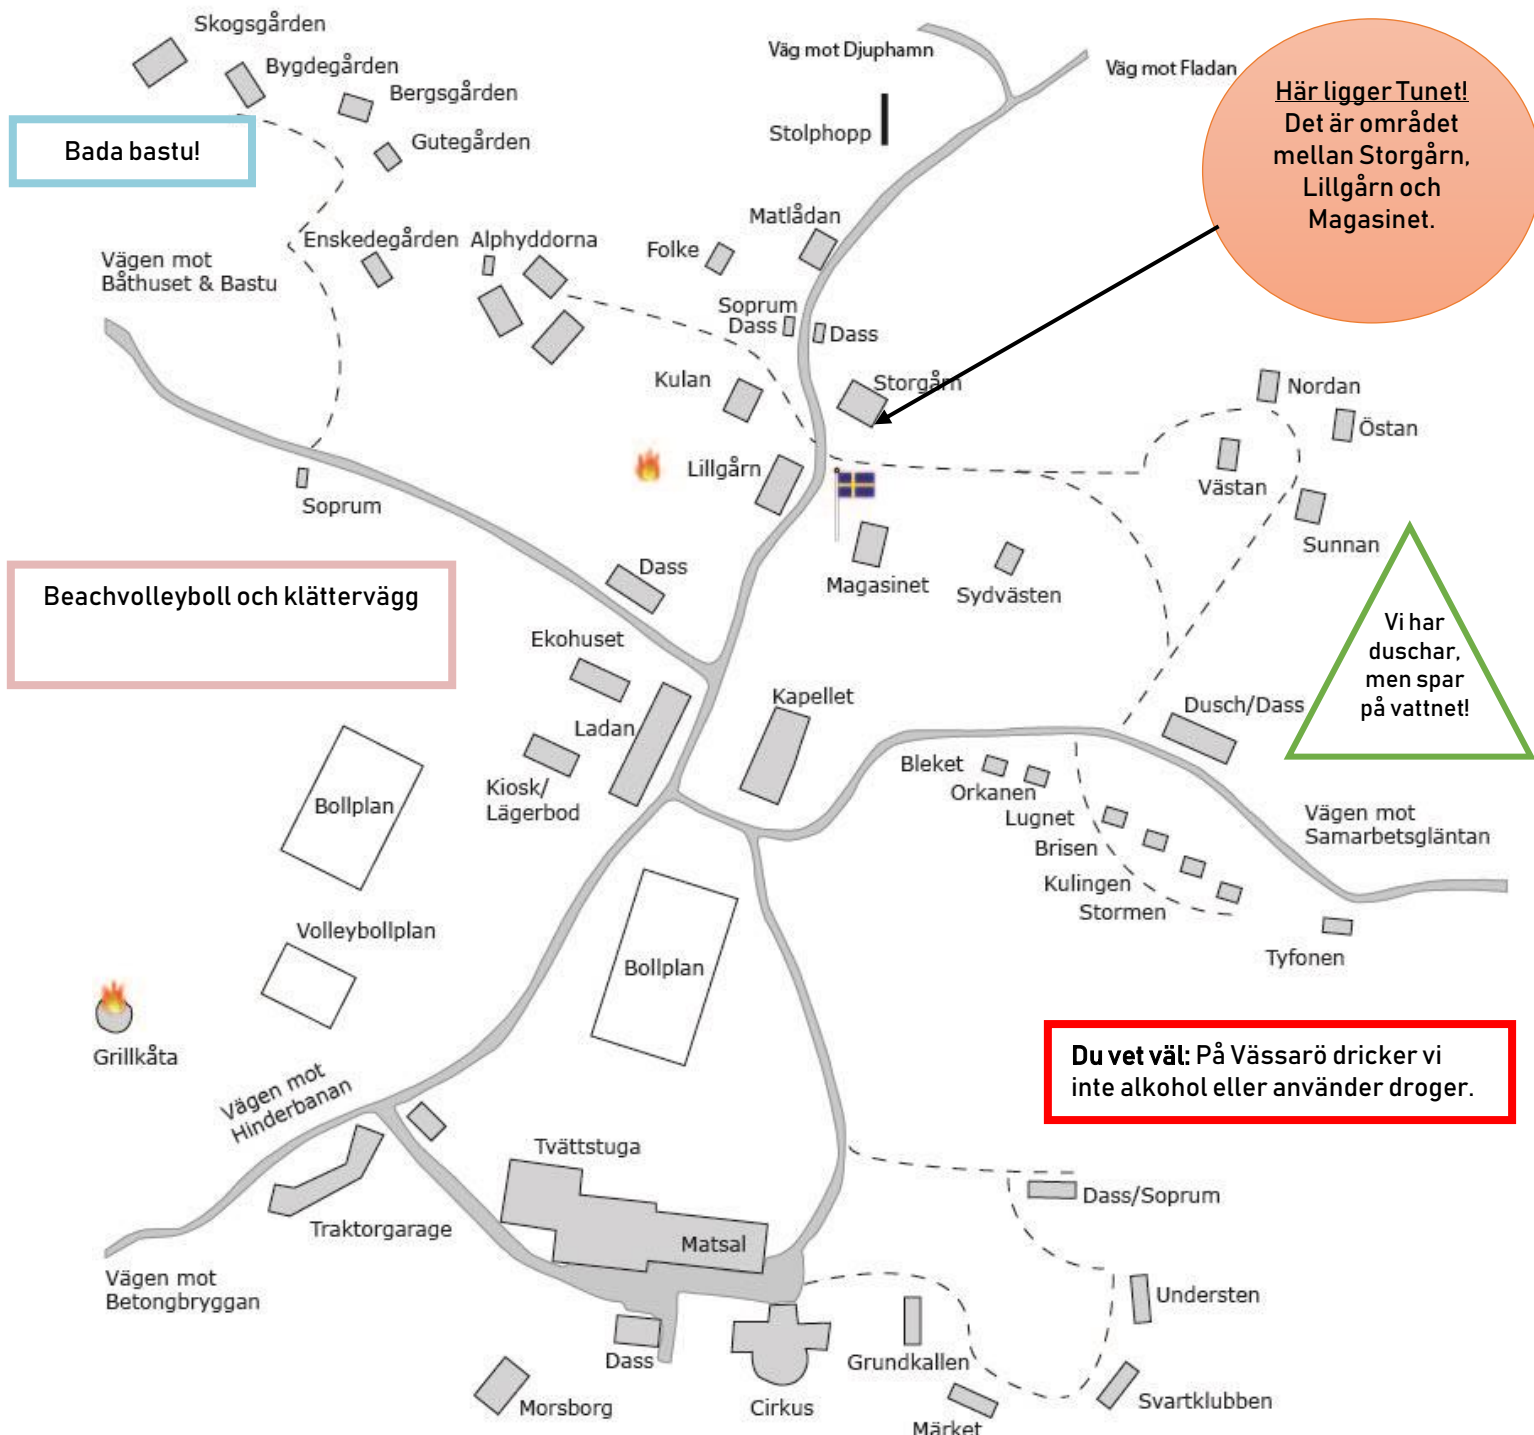 Skogsgården
Bygdegården
Bergsgården
Gutegården
Bada bastu!
Väg mot Djuphamn
Väg mot Fladan
Stolphopp
Här ligger Tunet!
Det är området
mellan Storgårn,
Lillgårn och
Magasinet.
Enskedegården
Alphyddorna
Vägen mot
Båthuset & Bastu
Folke
Matlådan
Soprum
Dass
Dass
Kulan
Storgårn
Nordan
Östan
Västan
Sunnan
Lillgårn
Soprum
Dass
Magasinet
Sydvästen
Beachvolleyboll och klättervägg
Vi har
duschar,
men spar
på vattnet!
Ekohuset
Ladan
Kapellet
Dusch/Dass
Kiosk/
Lägerbod
Bollplan
Bleket
Orkanen
Lugnet
Brisen
Kulingen
Stormen
Tyfonen
Vägen mot
Samarbetsgläntan
Volleybollplan
Bollplan
Grillkåta
Du vet väl: På Vässarö dricker vi
inte alkohol eller använder droger.
Vägen mot
Hinderbanan
Tvättstuga
Matsal
Traktorgarage
Dass/Soprum
Vägen mot
Betongbryggan
Understen
Dass
Grundkallen
Morsborg
Cirkus
Svartklubben
Märket